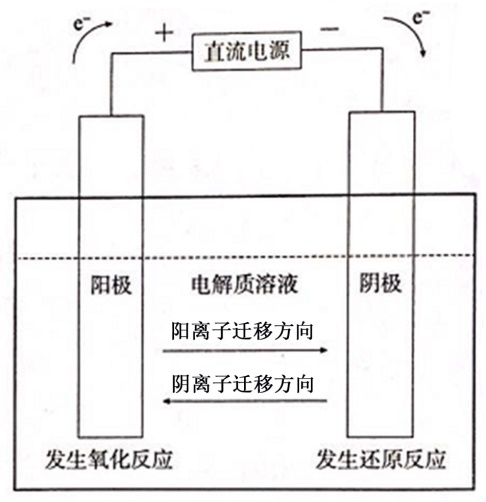 e⁻ + 直流电源 − e⁻
阳极 电解质溶液 阴极
阳离子迁移方向
阴离子迁移方向
发生氧化反应 发生还原反应